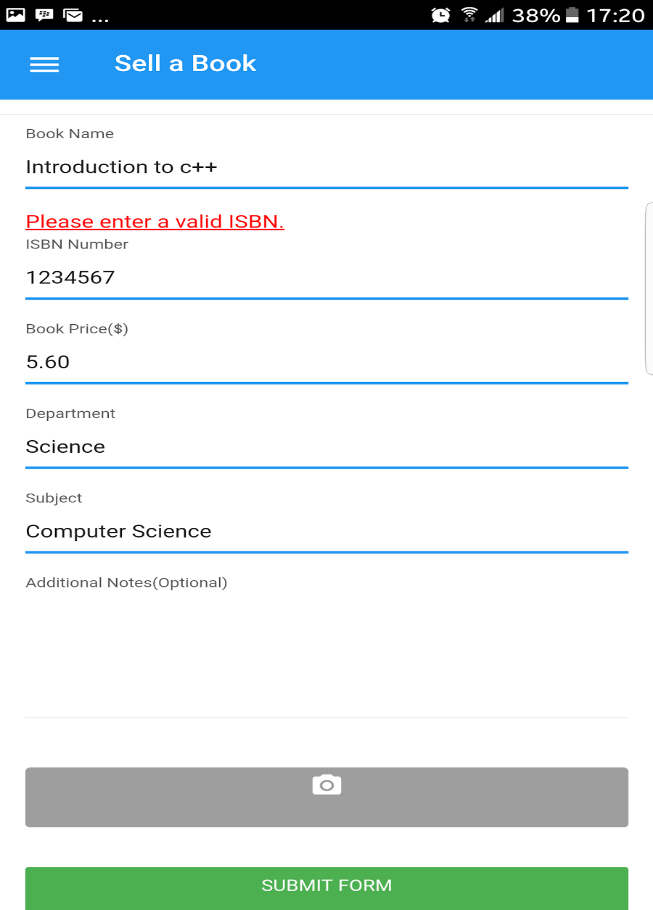 ... 38% 17:20
Sell a Book
Book Name
Introduction to c++
Please enter a valid ISBN.
ISBN Number
1234567
Book Price($)
5.60
Department
Science
Subject
Computer Science
Additional Notes(Optional)
SUBMIT FORM